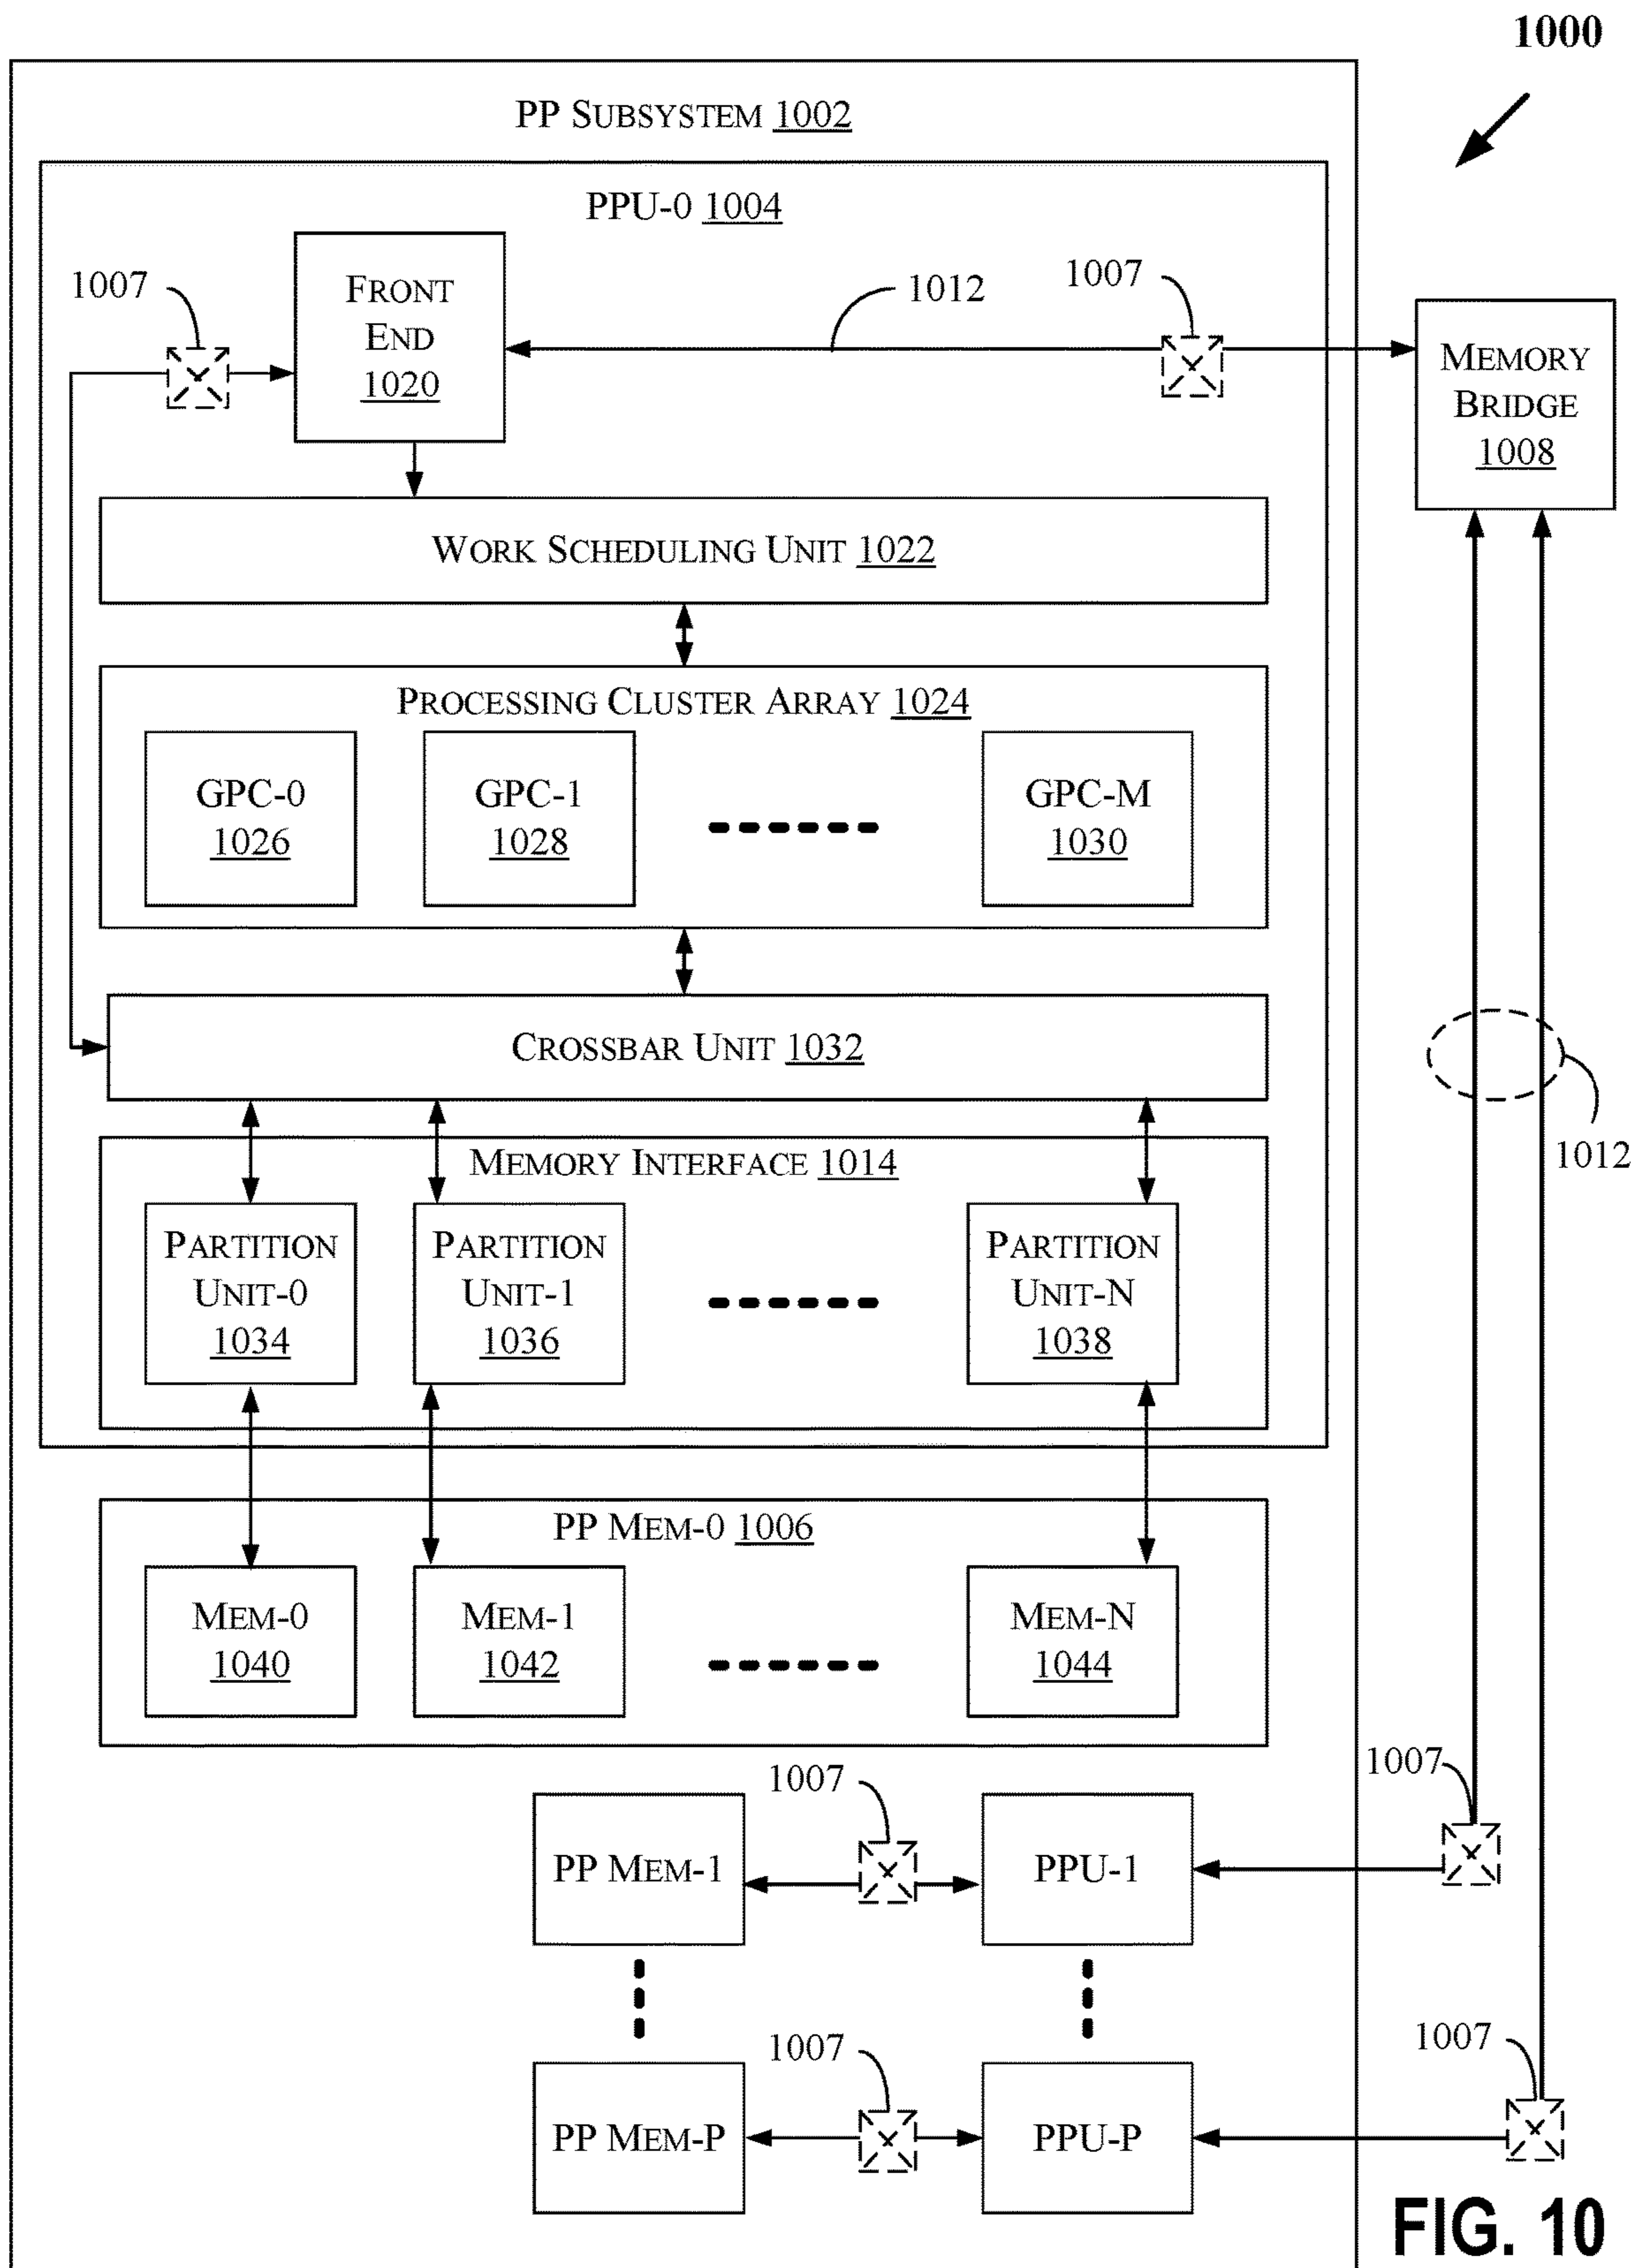 1000
PP SUBSYSTEM 1002
PPU-0 1004
1007
FRONT
END
1020
1012
1007
MEMORY
BRIDGE
1008
WORK SCHEDULING UNIT 1022
PROCESSING CLUSTER ARRAY 1024
GPC-0
1026
GPC-1
1028
GPC-M
1030
CROSSBAR UNIT 1032
1012
MEMORY INTERFACE 1014
PARTITION
UNIT-0
1034
PARTITION
UNIT-1
1036
PARTITION
UNIT-N
1038
PP MEM-0 1006
MEM-0
1040
MEM-1
1042
MEM-N
1044
1007
1007
PP MEM-1
PPU-1
1007
1007
PP MEM-P
PPU-P
FIG. 10